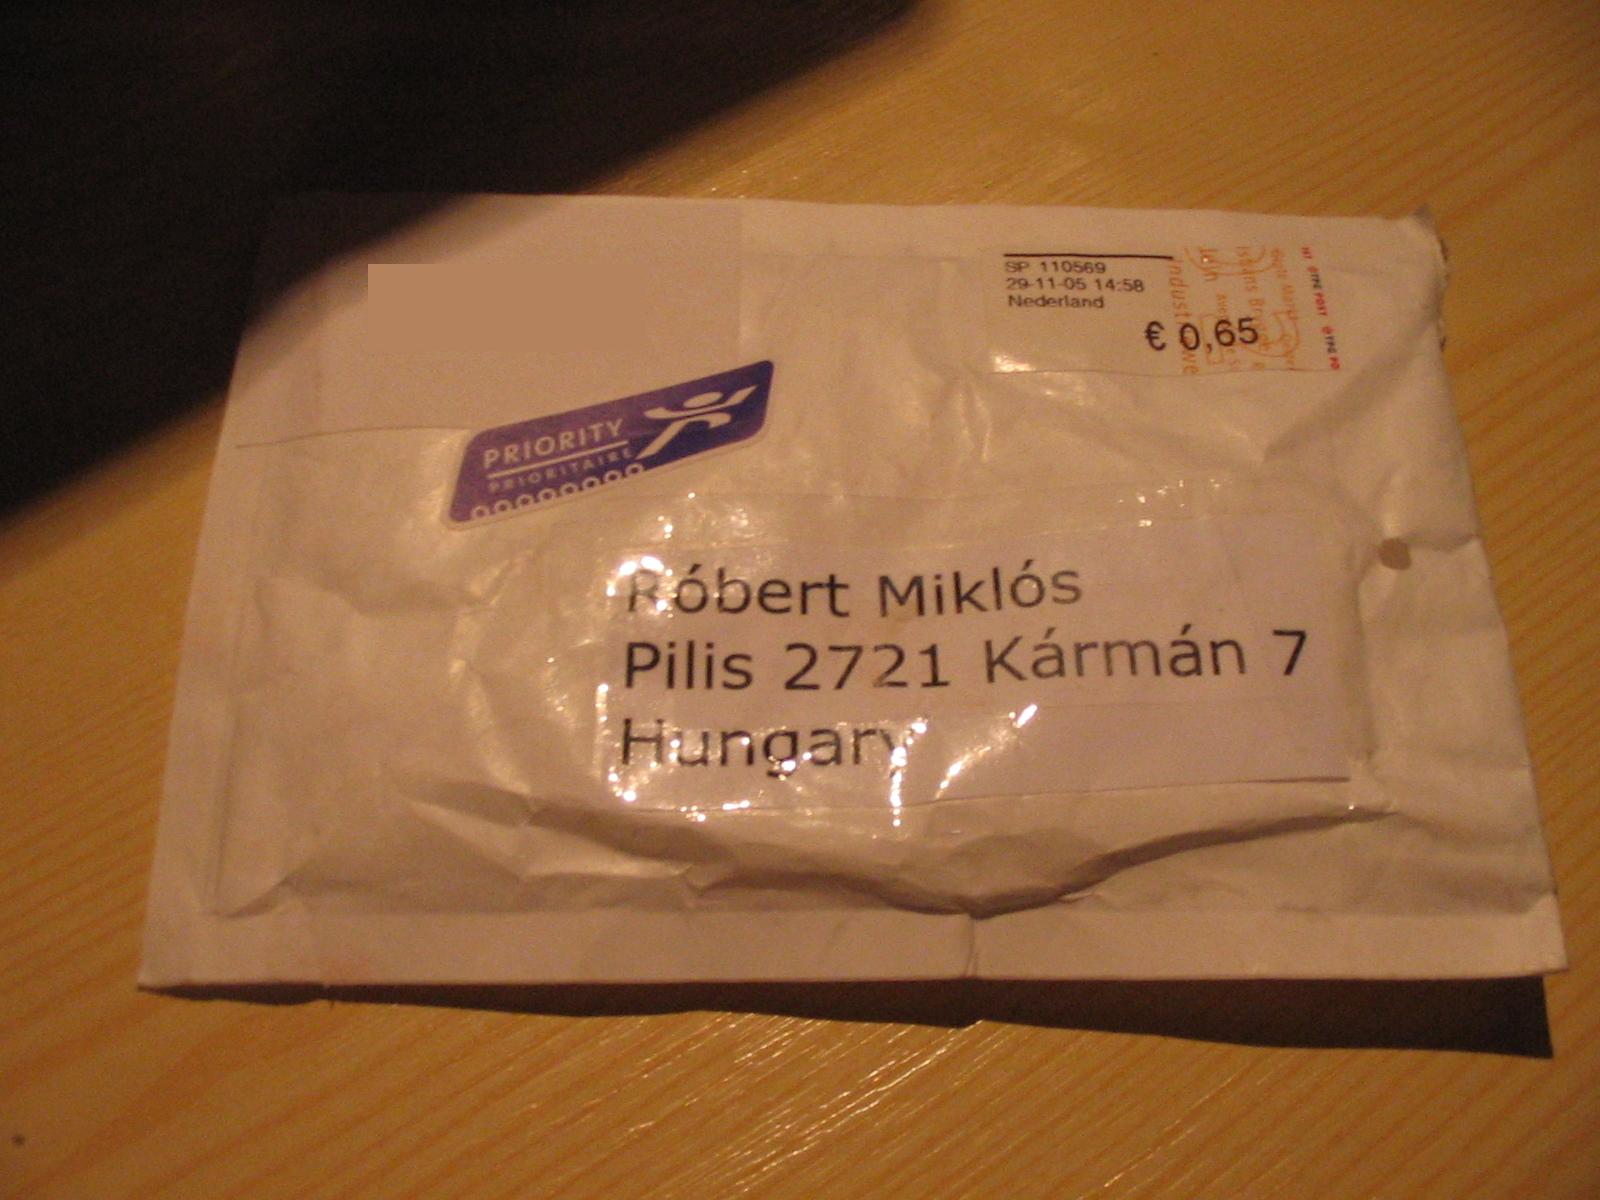 SP 110569
29-11-05 14:58
Nederland
€ 0,65
PRIORITY
PRIORITAIRE
Róbert Miklós
Pilis 2721 Kármán 7
Hungary